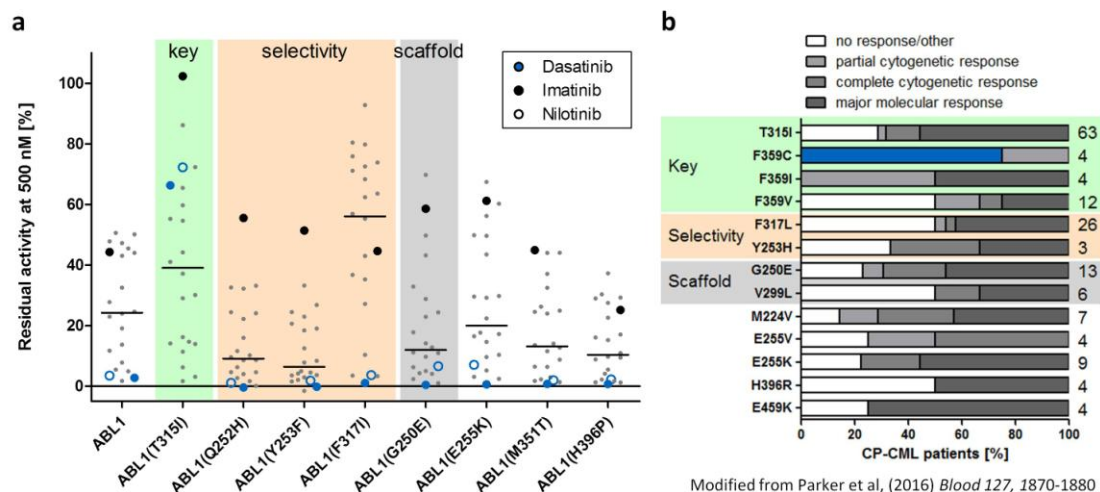 a
key
selectivity
scaffold
Dasatinib
Imatinib
Nilotinib
Residual activity at 500 nM [%]
100
80
60
40
20
0
ABL1
ABL1(T315I)
ABL1(Q252H)
ABL1(Y253F)
ABL1(F317I)
ABL1(G250E)
ABL1(E255K)
ABL1(M351T)
ABL1(H396P)
b
no response/other
partial cytogenetic response
complete cytogenetic response
major molecular response
Key
Selectivity
Scaffold
T315I 63
F359C 4
F359I 4
F359V 12
F317L 26
Y253H 3
G250E 13
V299L 6
M224V 7
E255V 4
E255K 9
H396R 4
E459K 4
0 20 40 60 80 100
CP-CML patients [%]
Modified from Parker et al, (2016) Blood 127, 1870-1880